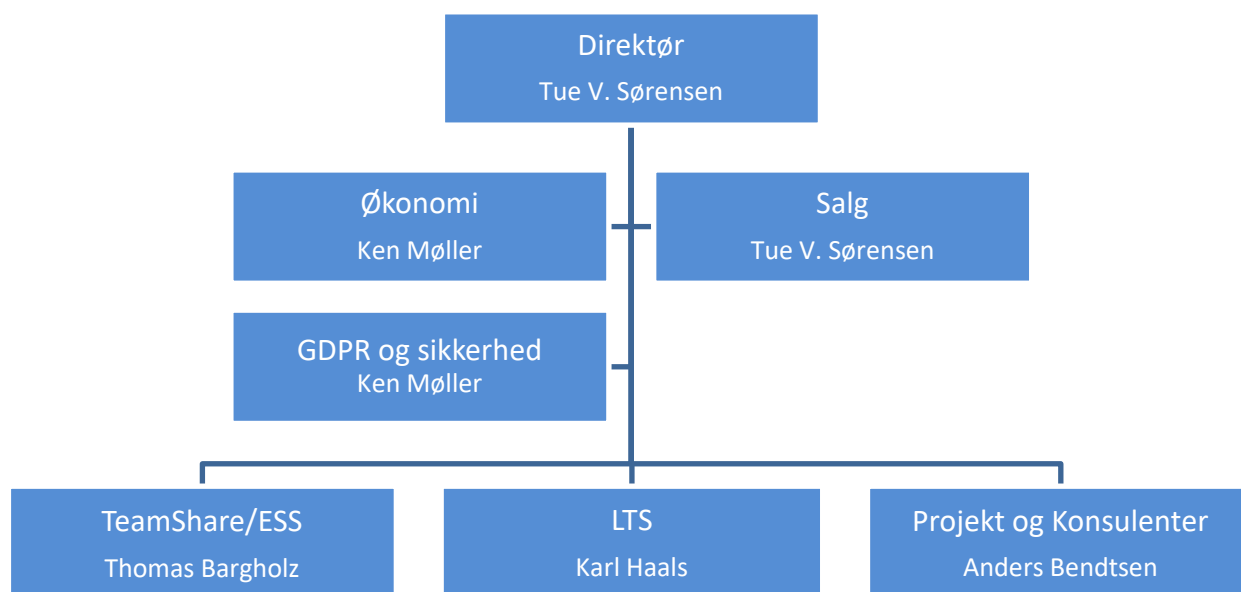 Direktør
Tue V. Sørensen
Økonomi
Ken Møller
Salg
Tue V. Sørensen
GDPR og sikkerhed
Ken Møller
TeamShare/ESS
Thomas Bargholz
LTS
Karl Haals
Projekt og Konsulenter
Anders Bendtsen